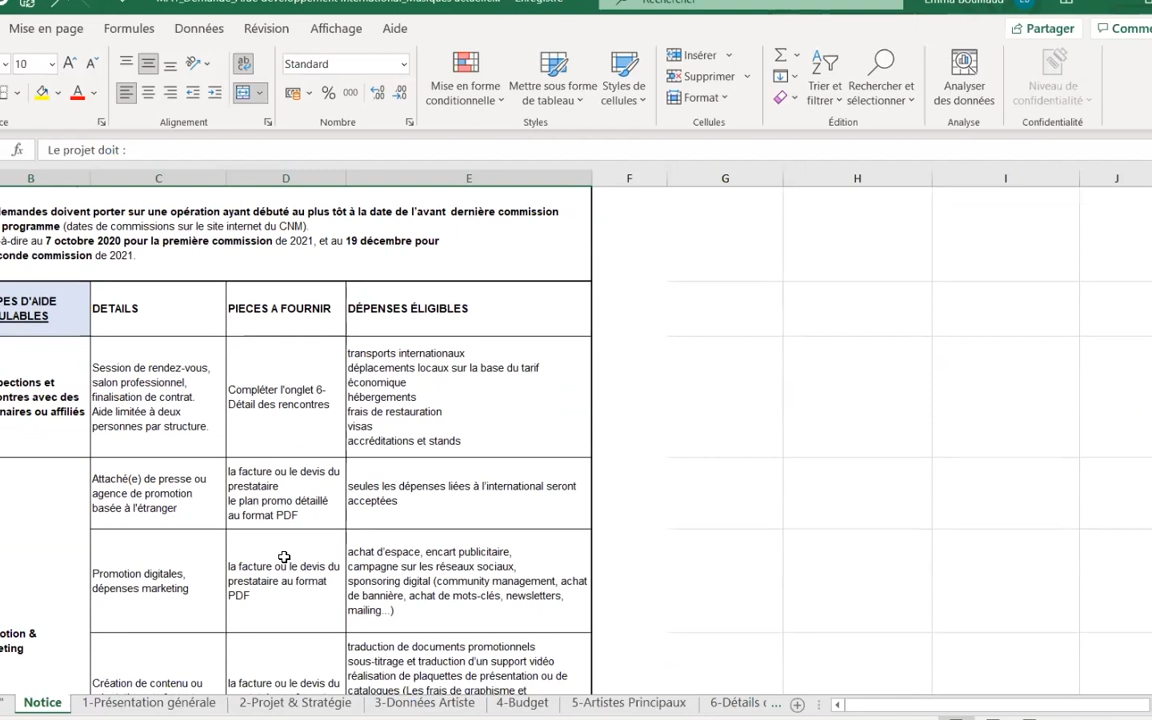 Mise en page Formules Données Révision Affichage Aide Partager
10 Standard Insérer
Supprimer
Format
000
Mise en forme conditionnelle
Mettre sous forme de tableau
Styles de cellules
Trier et filtrer
Rechercher et sélectionner
Analyser des données
Niveau de confidentialité
Alignement Nombre Styles Cellules Édition Analyse Confidentialité
fx Le projet doit :
B C D E F G H I J
doivent porter sur une opération ayant débuté au plus tôt à la date de l'avant dernière commission
programme (dates de commissions sur le site internet du CNM).
-à-dire au 7 octobre 2020 pour la première commission de 2021, et au 19 décembre pour
commission de 2021.
D'AIDE
DETAILS
PIECES A FOURNIR
DÉPENSES ÉLIGIBLES
et
avec des
ou affiliés
Session de rendez-vous,
salon professionnel,
finalisation de contrat.
Aide limitée à deux
personnes par structure.
Compléter l'onglet 6-
Détail des rencontres
transports internationaux
déplacements locaux sur la base du tarif
économique
hébergements
frais de restauration
visas
accréditations et stands
Attaché(e) de presse ou
agence de promotion
basée à l'étranger
la facture ou le devis du
prestataire
le plan promo détaillé
au format PDF
seules les dépenses liées à l'international seront
acceptées
Promotion digitales,
dépenses marketing
la facture ou le devis du
prestataire au format
PDF
achat d'espace, encart publicitaire,
campagne sur les réseaux sociaux,
sponsoring digital (community management, achat
de bannière, achat de mots-clés, newsletters,
mailing...)
&
Création de contenu ou
la facture ou le devis du
traduction de documents promotionnels
sous-titrage et traduction d'un support vidéo
réalisation de plaquettes de présentation ou de
catalogues (Les frais de graphisme et
Notice 1-Présentation générale 2-Projet & Stratégie 3-Données Artiste 4-Budget 5-Artistes Principaux 6-Détails ...